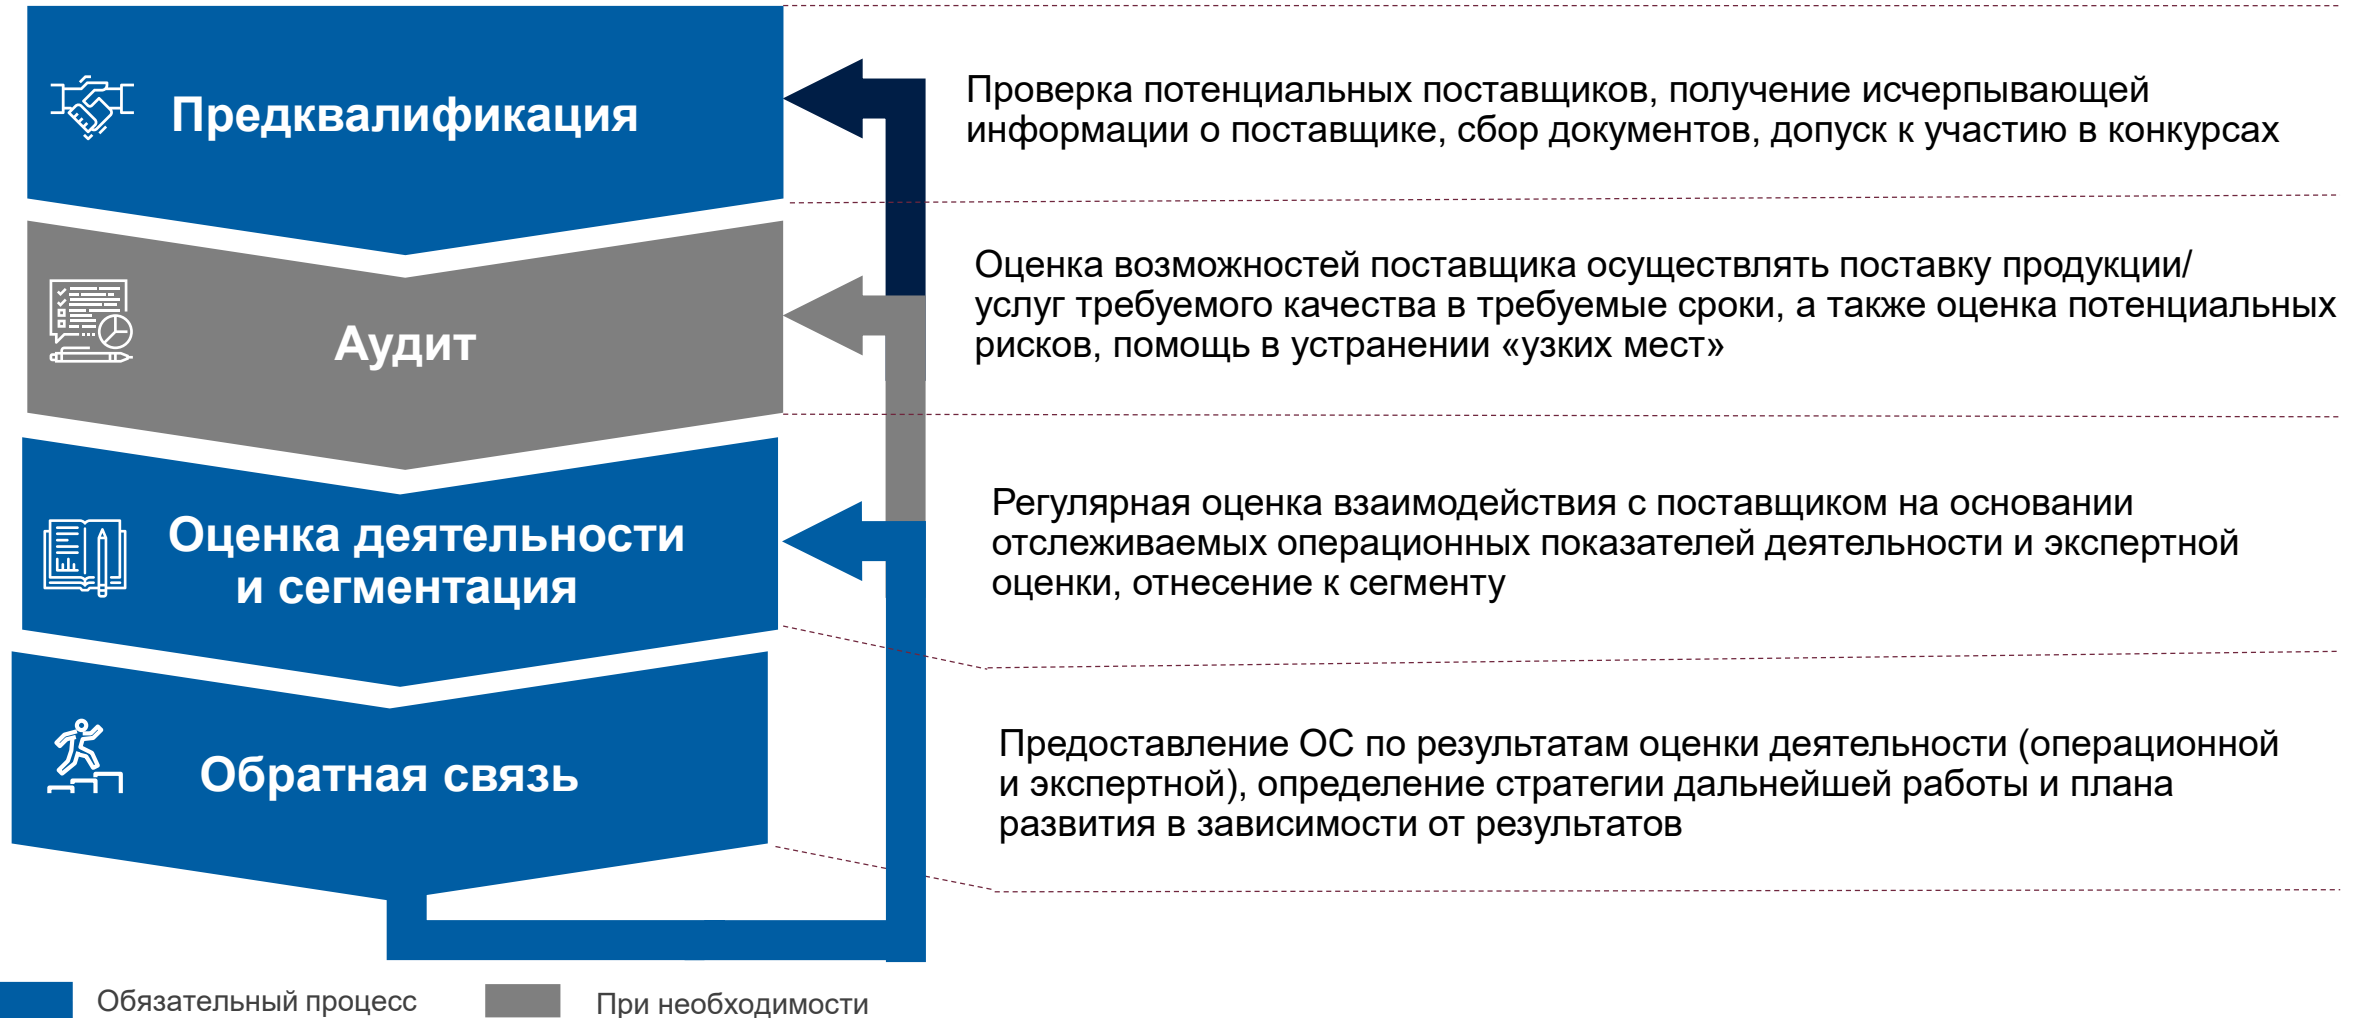 Предквалификация
Проверка потенциальных поставщиков, получение исчерпывающей
информации о поставщике, сбор документов, допуск к участию в конкурсах
Аудит
Оценка возможностей поставщика осуществлять поставку продукции/
услуг требуемого качества в требуемые сроки, а также оценка потенциальных
рисков, помощь в устранении «узких мест»
Оценка деятельности
и сегментация
Регулярная оценка взаимодействия с поставщиком на основании
отслеживаемых операционных показателей деятельности и экспертной
оценки, отнесение к сегменту
Обратная связь
Предоставление ОС по результатам оценки деятельности (операционной
и экспертной), определение стратегии дальнейшей работы и плана
развития в зависимости от результатов
Обязательный процесс
При необходимости